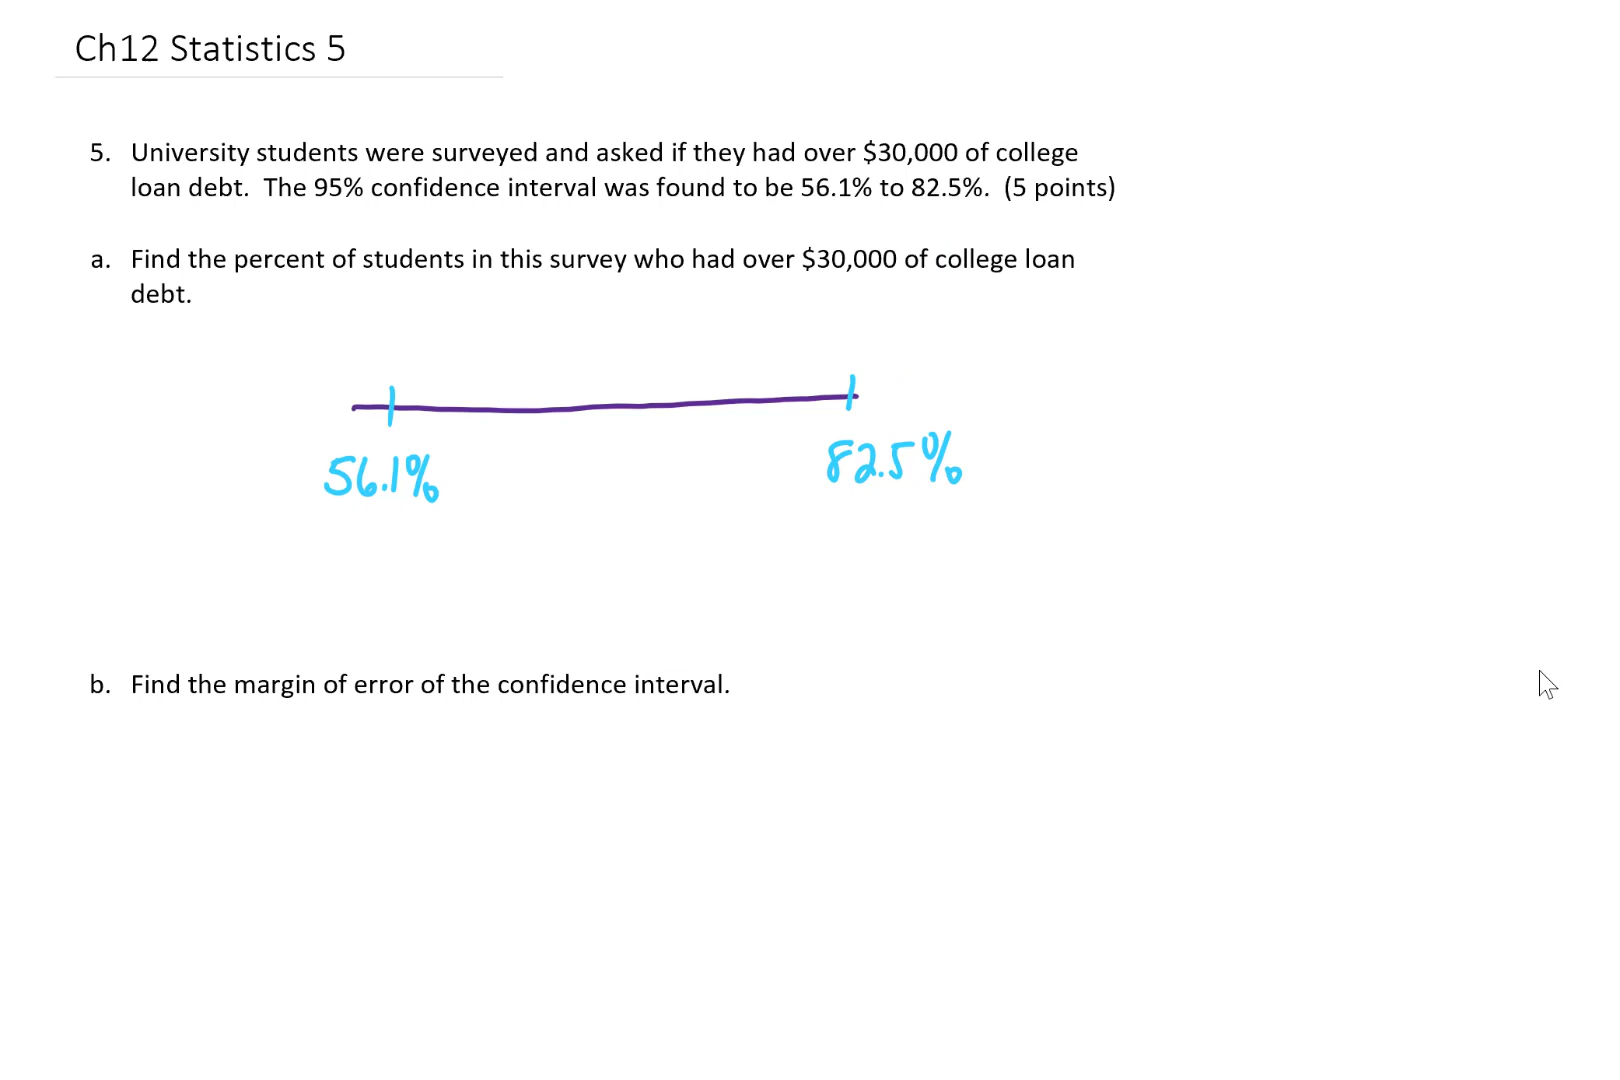 Ch12 Statistics 5
5. University students were surveyed and asked if they had over $30,000 of college
loan debt. The 95% confidence interval was found to be 56.1% to 82.5%. (5 points)
a. Find the percent of students in this survey who had over $30,000 of college loan
debt.
56.1% 82.5%
b. Find the margin of error of the confidence interval.